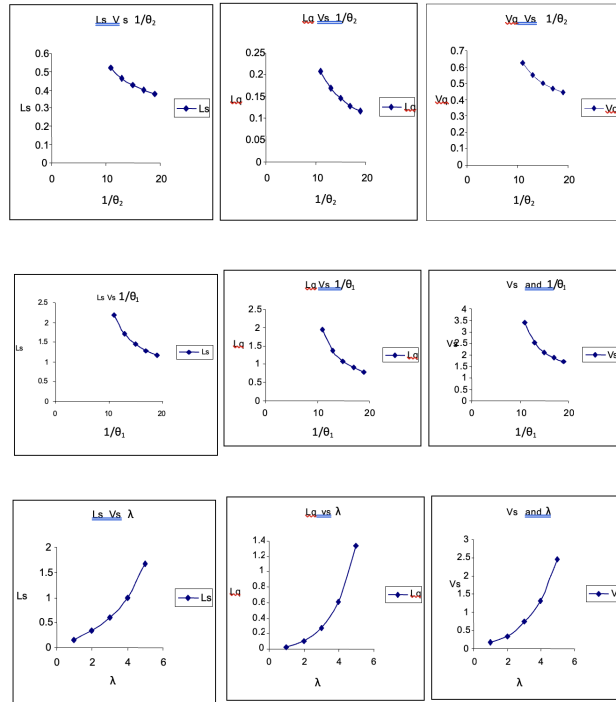 Ls V s 1/θ₂
0.6
0.5
0.4
Ls
0.3
0.2
0.1
0
0 10 20
1/θ₂
Ls
Lq Vs 1/θ₂
0.25
0.2
0.15
Lq
0.1
0.05
0
0 10 20
1/θ₂
Lq
Vq Vs 1/θ₂
0.7
0.6
0.5
Vq
0.4
0.3
0.2
0.1
0
0 10 20
1/θ₂
Vq
Ls Vs 1/θ₁
2.5
2
1.5
Ls
1
0.5
0
0 10 20
1/θ₁
Ls
Lq Vs 1/θ₁
2.5
2
1.5
Lq
1
0.5
0
0 10 20
1/θ₁
Lq
Vs and 1/θ₁
4
3.5
3
2.5
Vs
2
1.5
1
0.5
0
0 10 20
1/θ₁
Vs
Ls Vs λ
2
1.5
Ls
1
0.5
0
0 2 4 6
λ
Ls
Lq vs λ
1.4
1.2
1
0.8
Lq
0.6
0.4
0.2
0
0 2 4 6
λ
Lq
Vs and λ
3
2.5
2
Vs
1.5
1
0.5
0
0 2 4 6
λ
V